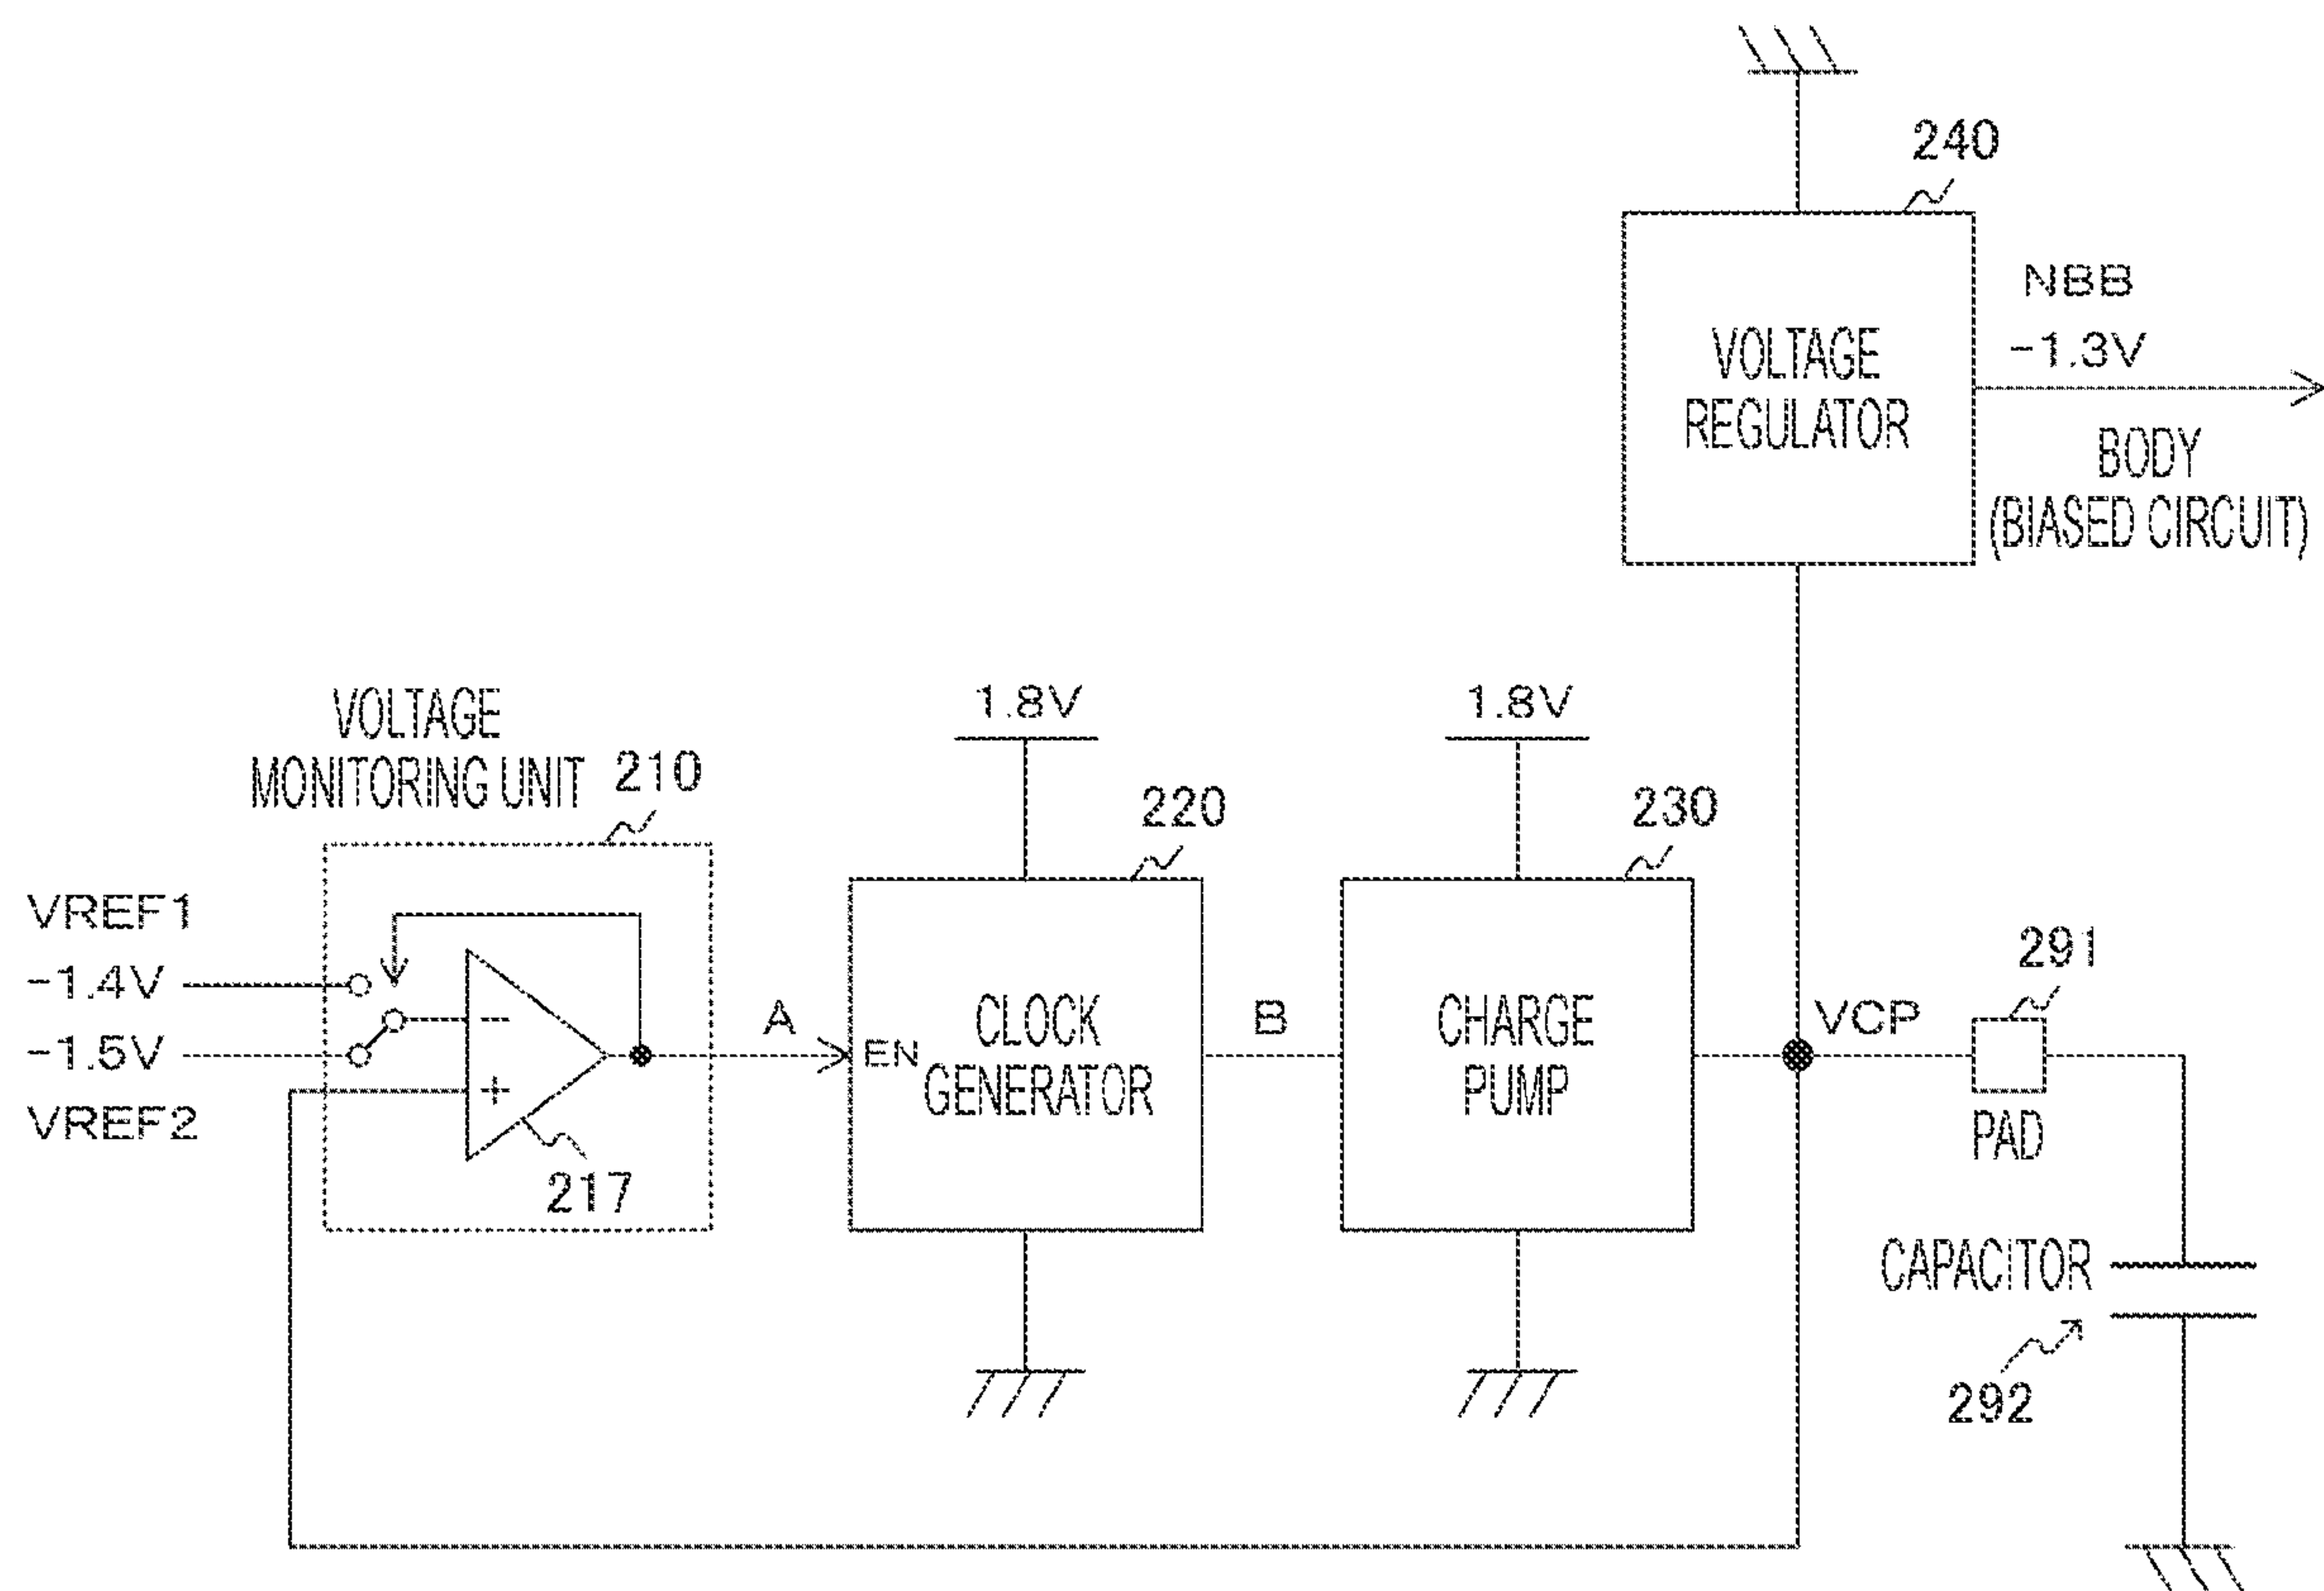 240
NBB
-1.3V
VOLTAGE
REGULATOR
BODY
(BIASED CIRCUIT)
VOLTAGE
MONITORING UNIT 210
1.8V
1.8V
220
230
VREF1
-1.4V
-1.5V
VREF2
-
+
217
A
EN
CLOCK
GENERATOR
B
CHARGE
PUMP
VCP
291
PAD
CAPACITOR
292